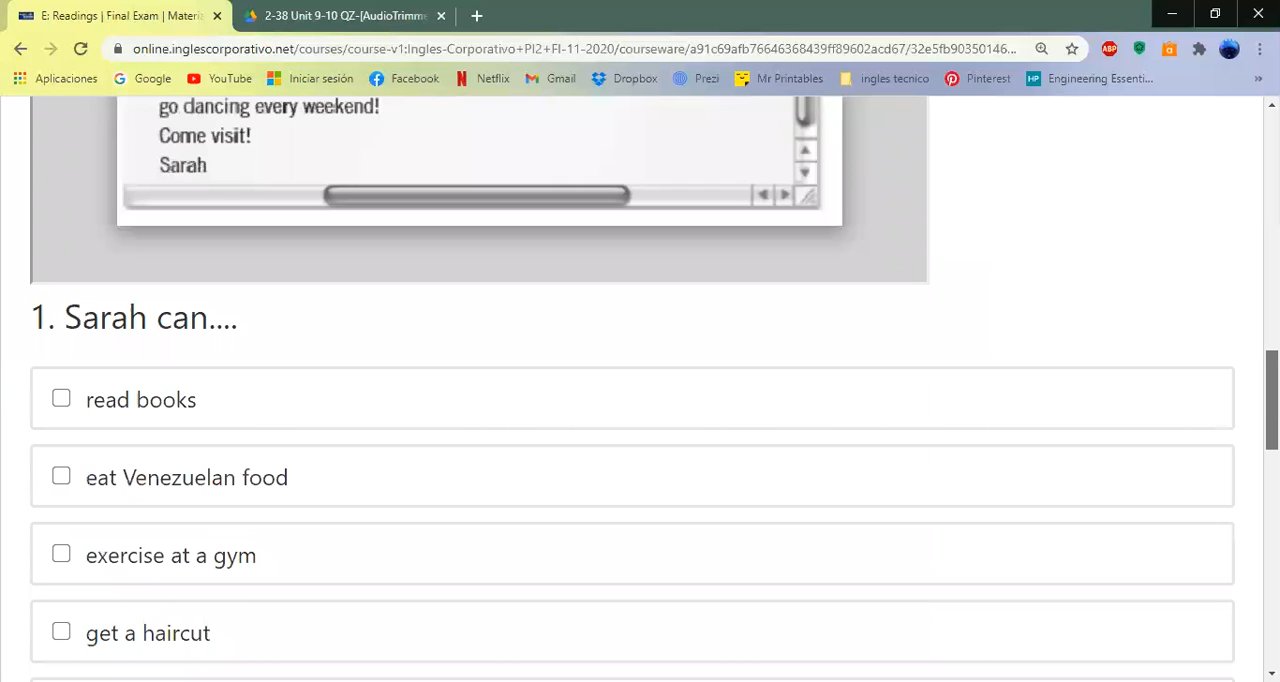 E: Readings | Final Exam | Materi
2-38 Unit 9-10 QZ-[AudioTrimme
online.inglescorporativo.net/courses/course-v1:Ingles-Corporativo+PI2+FI-11-2020/courseware/a91c69afb76646368439ff89602acd67/32e5fb90350146...
ABP
Aplicaciones Google YouTube Iniciar sesión Facebook Netflix Gmail Dropbox Prezi Mr Printables ingles tecnico Pinterest HP Engineering Essenti... »
go dancing every weekend!
Come visit!
Sarah
1. Sarah can....
read books
eat Venezuelan food
exercise at a gym
get a haircut